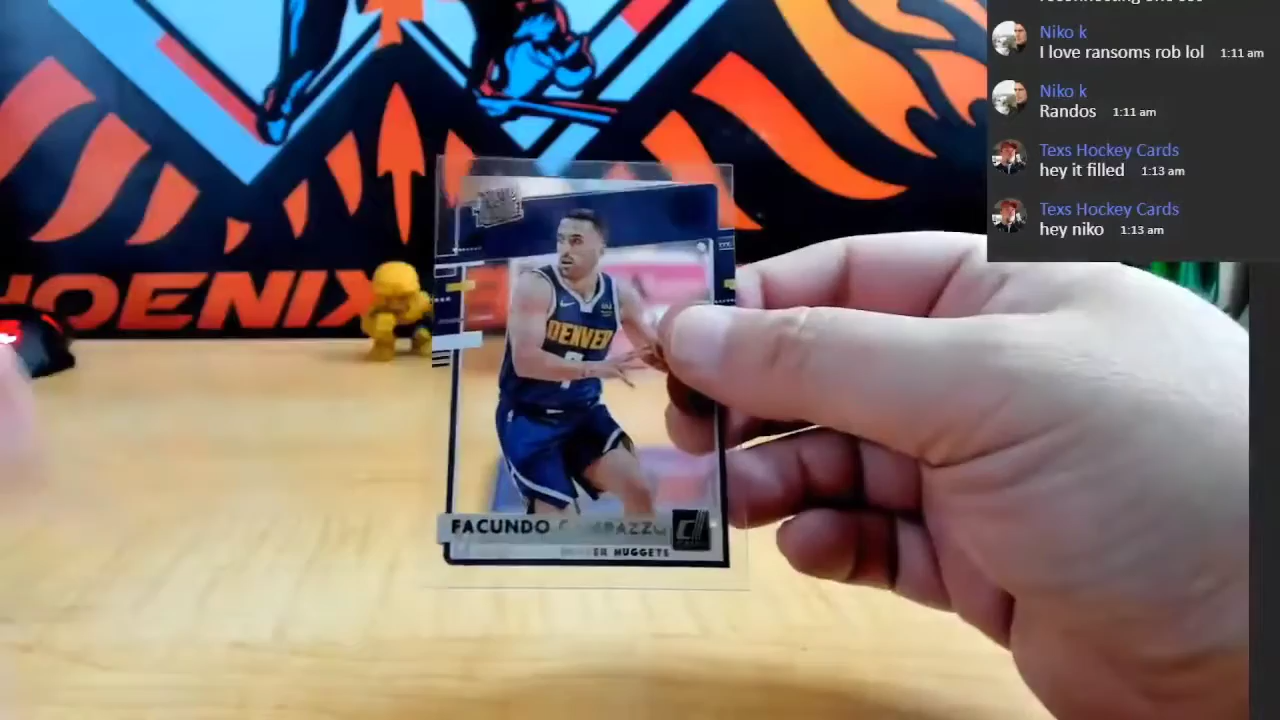 Niko k
I love ransoms rob lol 1:11 am
Niko k
Randos 1:11 am
Texs Hockey Cards
hey it filled 1:13 am
Texs Hockey Cards
hey niko 1:13 am
HOENIX
DENVER
FACUNDO
NUGGETS